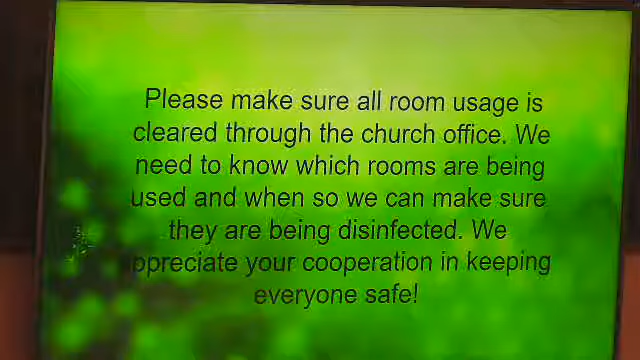 Please make sure all room usage is
cleared through the church office. We
need to know which rooms are being
used and when so we can make sure
they are being disinfected. We
appreciate your cooperation in keeping
everyone safe!